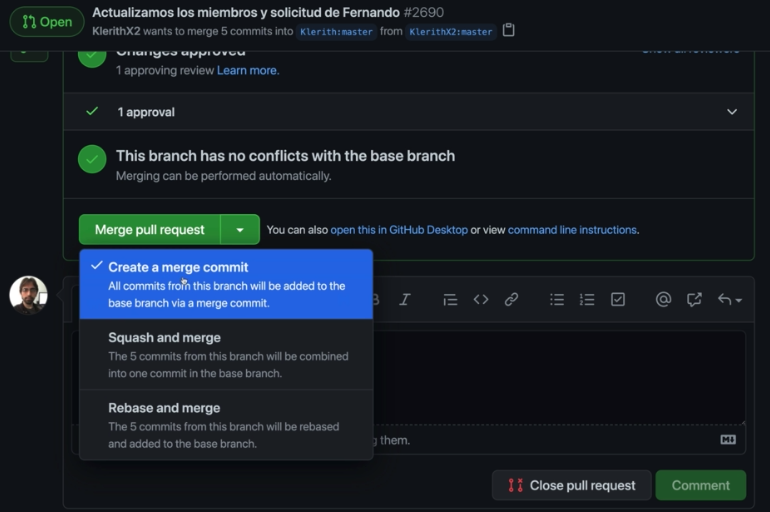 Open
Actualizamos los miembros y solicitud de Fernando #2690
KlerithX2 wants to merge 5 commits into Klerith:master from KlerithX2:master
Changes approved
Show all reviewers
1 approving review Learn more.
1 approval
This branch has no conflicts with the base branch
Merging can be performed automatically.
Merge pull request
You can also open this in GitHub Desktop or view command line instructions.
Create a merge commit
All commits from this branch will be added to the
base branch via a merge commit.
Squash and merge
The 5 commits from this branch will be combined
into one commit in the base branch.
Rebase and merge
The 5 commits from this branch will be rebased
and added to the base branch.
them.
Close pull request
Comment